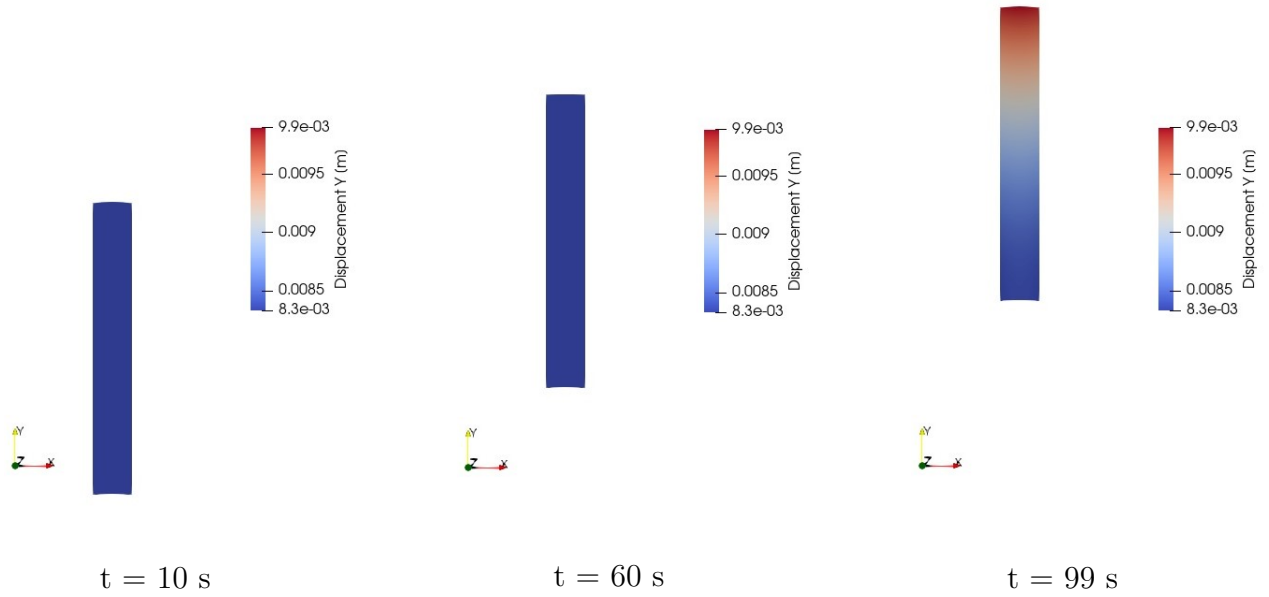 9.9e-03
0.0095
0.009
0.0085
8.3e-03
Displacement Y (m)
Y
Z
X
t = 10 s
9.9e-03
0.0095
0.009
0.0085
8.3e-03
Displacement Y (m)
Y
Z
X
t = 60 s
9.9e-03
0.0095
0.009
0.0085
8.3e-03
Displacement Y (m)
Y
Z
X
t = 99 s